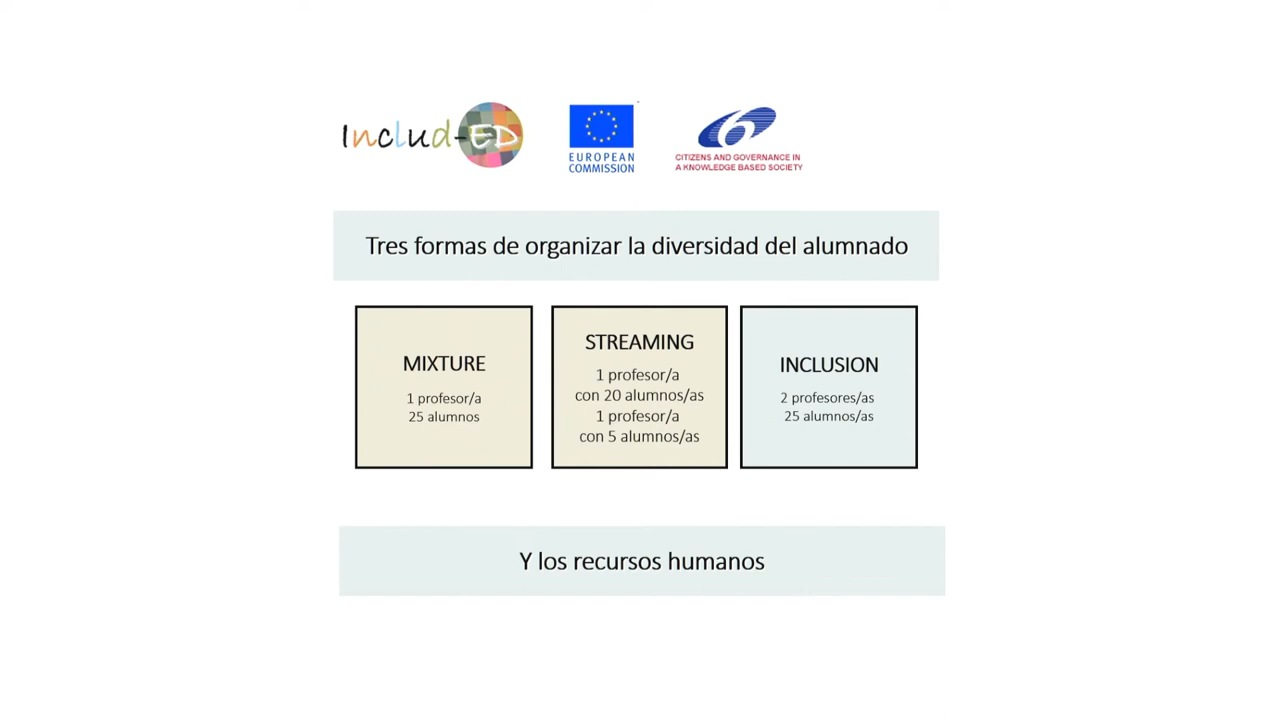 Includ-ED
EUROPEAN
COMMISSION
6
CITIZENS AND GOVERNANCE IN
A KNOWLEDGE BASED SOCIETY
Tres formas de organizar la diversidad del alumnado
MIXTURE
1 profesor/a
25 alumnos
STREAMING
1 profesor/a
con 20 alumnos/as
1 profesor/a
con 5 alumnos/as
INCLUSION
2 profesores/as
25 alumnos/as
Y los recursos humanos